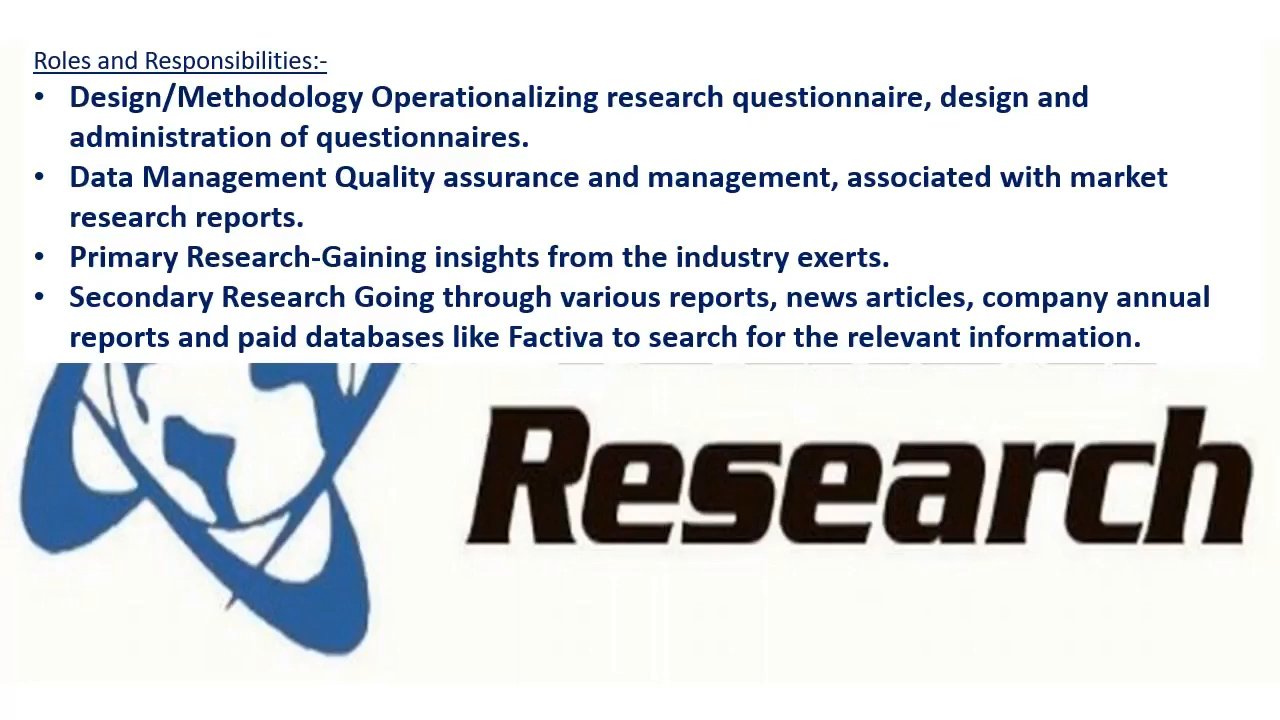 Roles and Responsibilities:-
• Design/Methodology Operationalizing research questionnaire, design and
administration of questionnaires.
• Data Management Quality assurance and management, associated with market
research reports.
• Primary Research-Gaining insights from the industry exerts.
• Secondary Research Going through various reports, news articles, company annual
reports and paid databases like Factiva to search for the relevant information.
Research